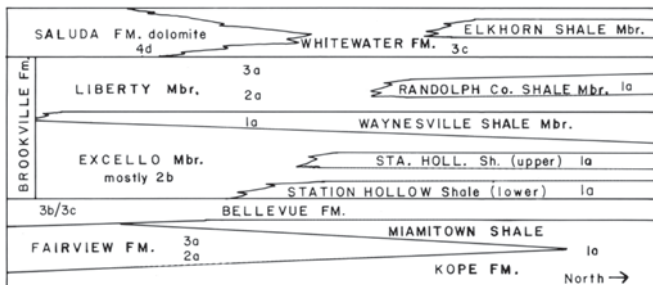 SALUDA FM. dolomite
4d
WHITEWATER FM.
3c
ELKHORN SHALE Mbr.
BROOKVILLE Fm.
3a
LIBERTY Mbr.
2a
RANDOLPH Co. SHALE Mbr. 1a
1a
WAYNESVILLE SHALE Mbr.
EXCELLO Mbr.
mostly 2b
STA. HOLL. Sh. (upper) 1a
STATION HOLLOW Shale (lower) 1a
3b/3c
BELLEVUE FM.
MIAMITOWN SHALE
FAIRVIEW FM.
3a
2a
1a
KOPE FM.
North →